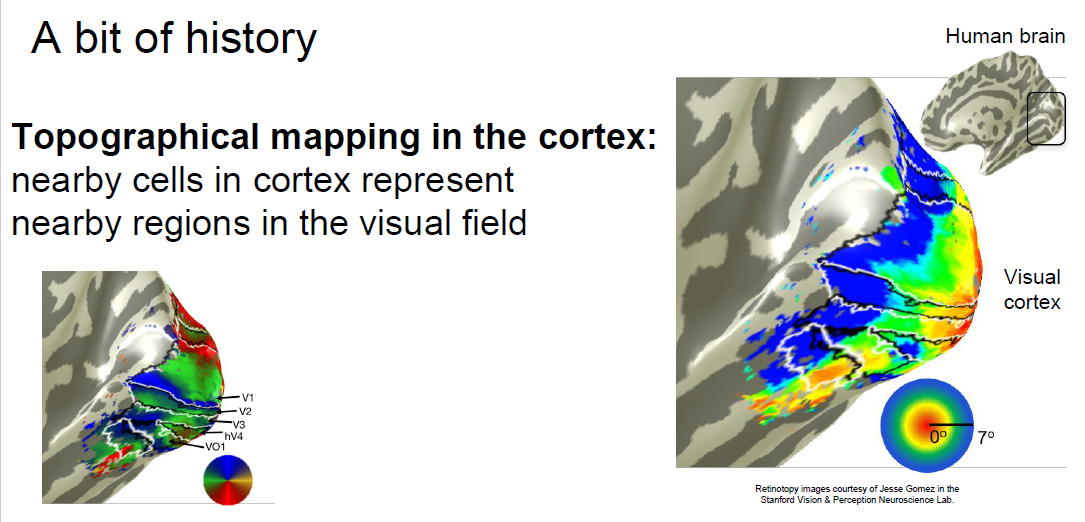 A bit of history
Human brain
Topographical mapping in the cortex:
nearby cells in cortex represent
nearby regions in the visual field
Visual
cortex
V1
V2
V3
hV4
VO1
0º
7º
Retinotopy images courtesy of Jesse Gomez in the
Stanford Vision & Perception Neuroscience Lab.